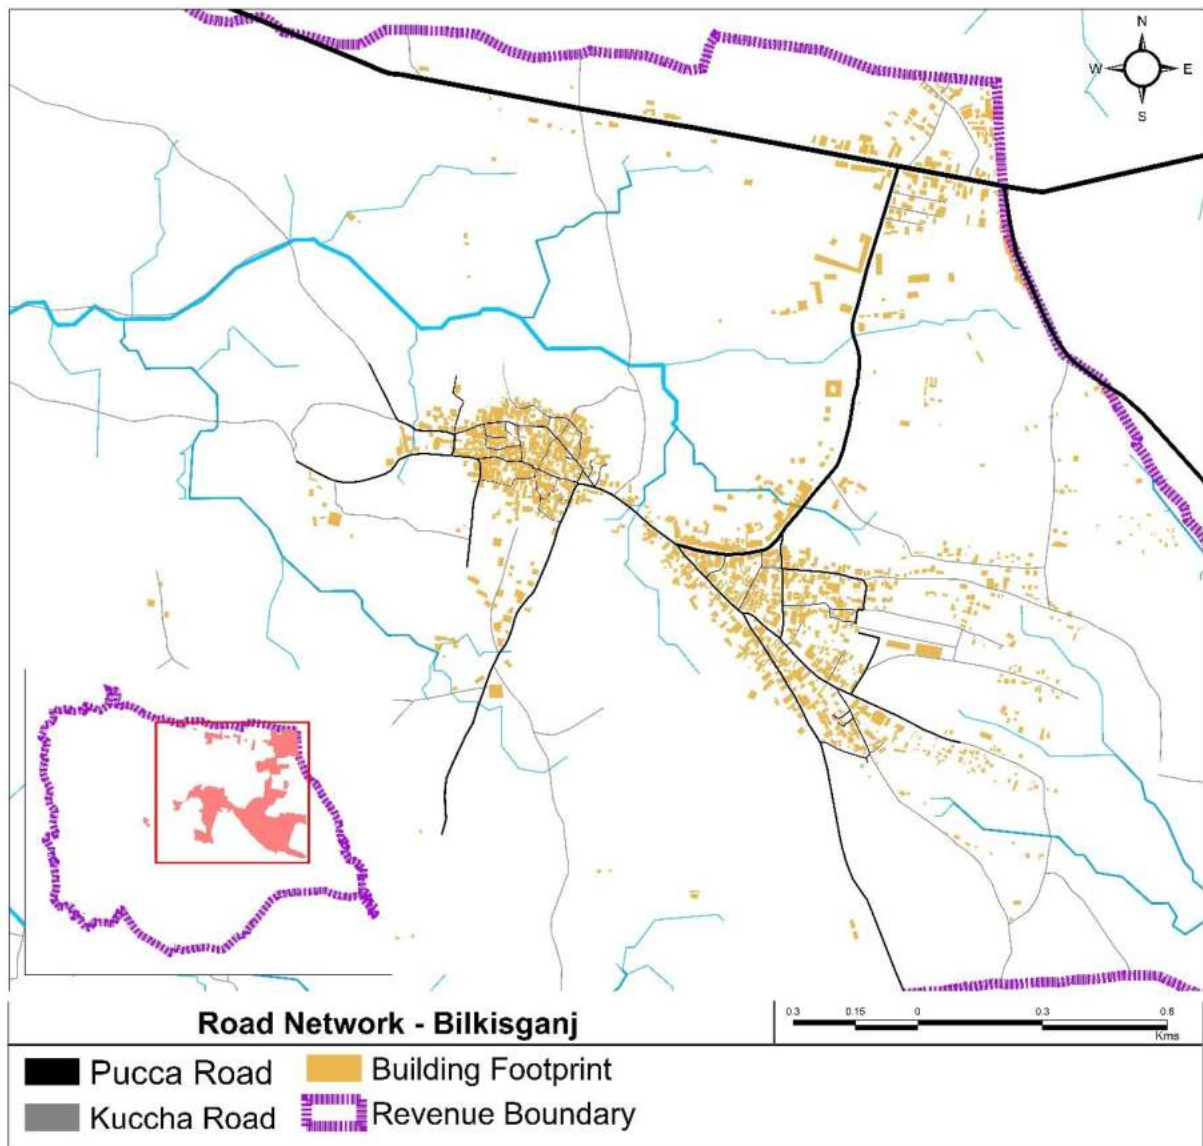 N
W E
S
Road Network - Bilkisganj
0.3 0.15 0 0.3 0.6
Kms
Pucca Road
Building Footprint
Kuccha Road
Revenue Boundary